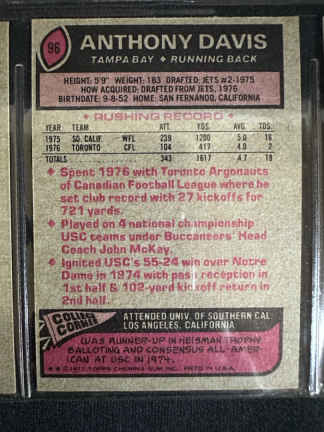 96
ANTHONY DAVIS
TAMPA BAY • RUNNING BACK
HEIGHT: 5'9" WEIGHT: 183 DRAFTED: JETS #2-1975
HOW ACQUIRED: DRAFTED FROM JETS, 1976
BIRTHDATE: 9-8-52 HOME: SAN FERNANDO, CALIFORNIA
• RUSHING RECORD •
YEAR TEAM ATT. YDS. AVG. TDS
1975 SO. CALIF. WFL 239 1200 5.0 16
1976 TORONTO CFL 104 417 4.0 2
TOTALS 343 1617 4.7 18
Spent 1976 with Toronto Argonauts
of Canadian Football League where he
set club record with 27 kickoffs for
721 yards.
Played on 4 national championship
USC teams under Buccaneers' Head
Coach John McKay.
Ignited USC's 55-24 win over Notre
Dame in 1974 with pass reception in
1st half & 102-yard kickoff return in
2nd half.
COLLEGE
CORNER
ATTENDED UNIV. OF SOUTHERN CAL.
LOS ANGELES, CALIFORNIA
WAS RUNNER-UP IN HEISMAN TROPHY
BALLOTING AND CONSENSUS ALL-AMER-
ICAN AT USC IN 1974.
© 1977 TOPPS CHEWING GUM, INC. PRTD IN U.S.A.